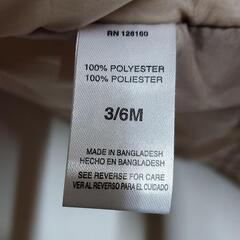 RN 126160
100% POLYESTER
100% POLIESTER
3/6M
MADE IN BANGLADESH
HECHO EN BANGLADESH
SEE REVERSE FOR CARE
VER AL REVERSO PARA EL CUIDADO